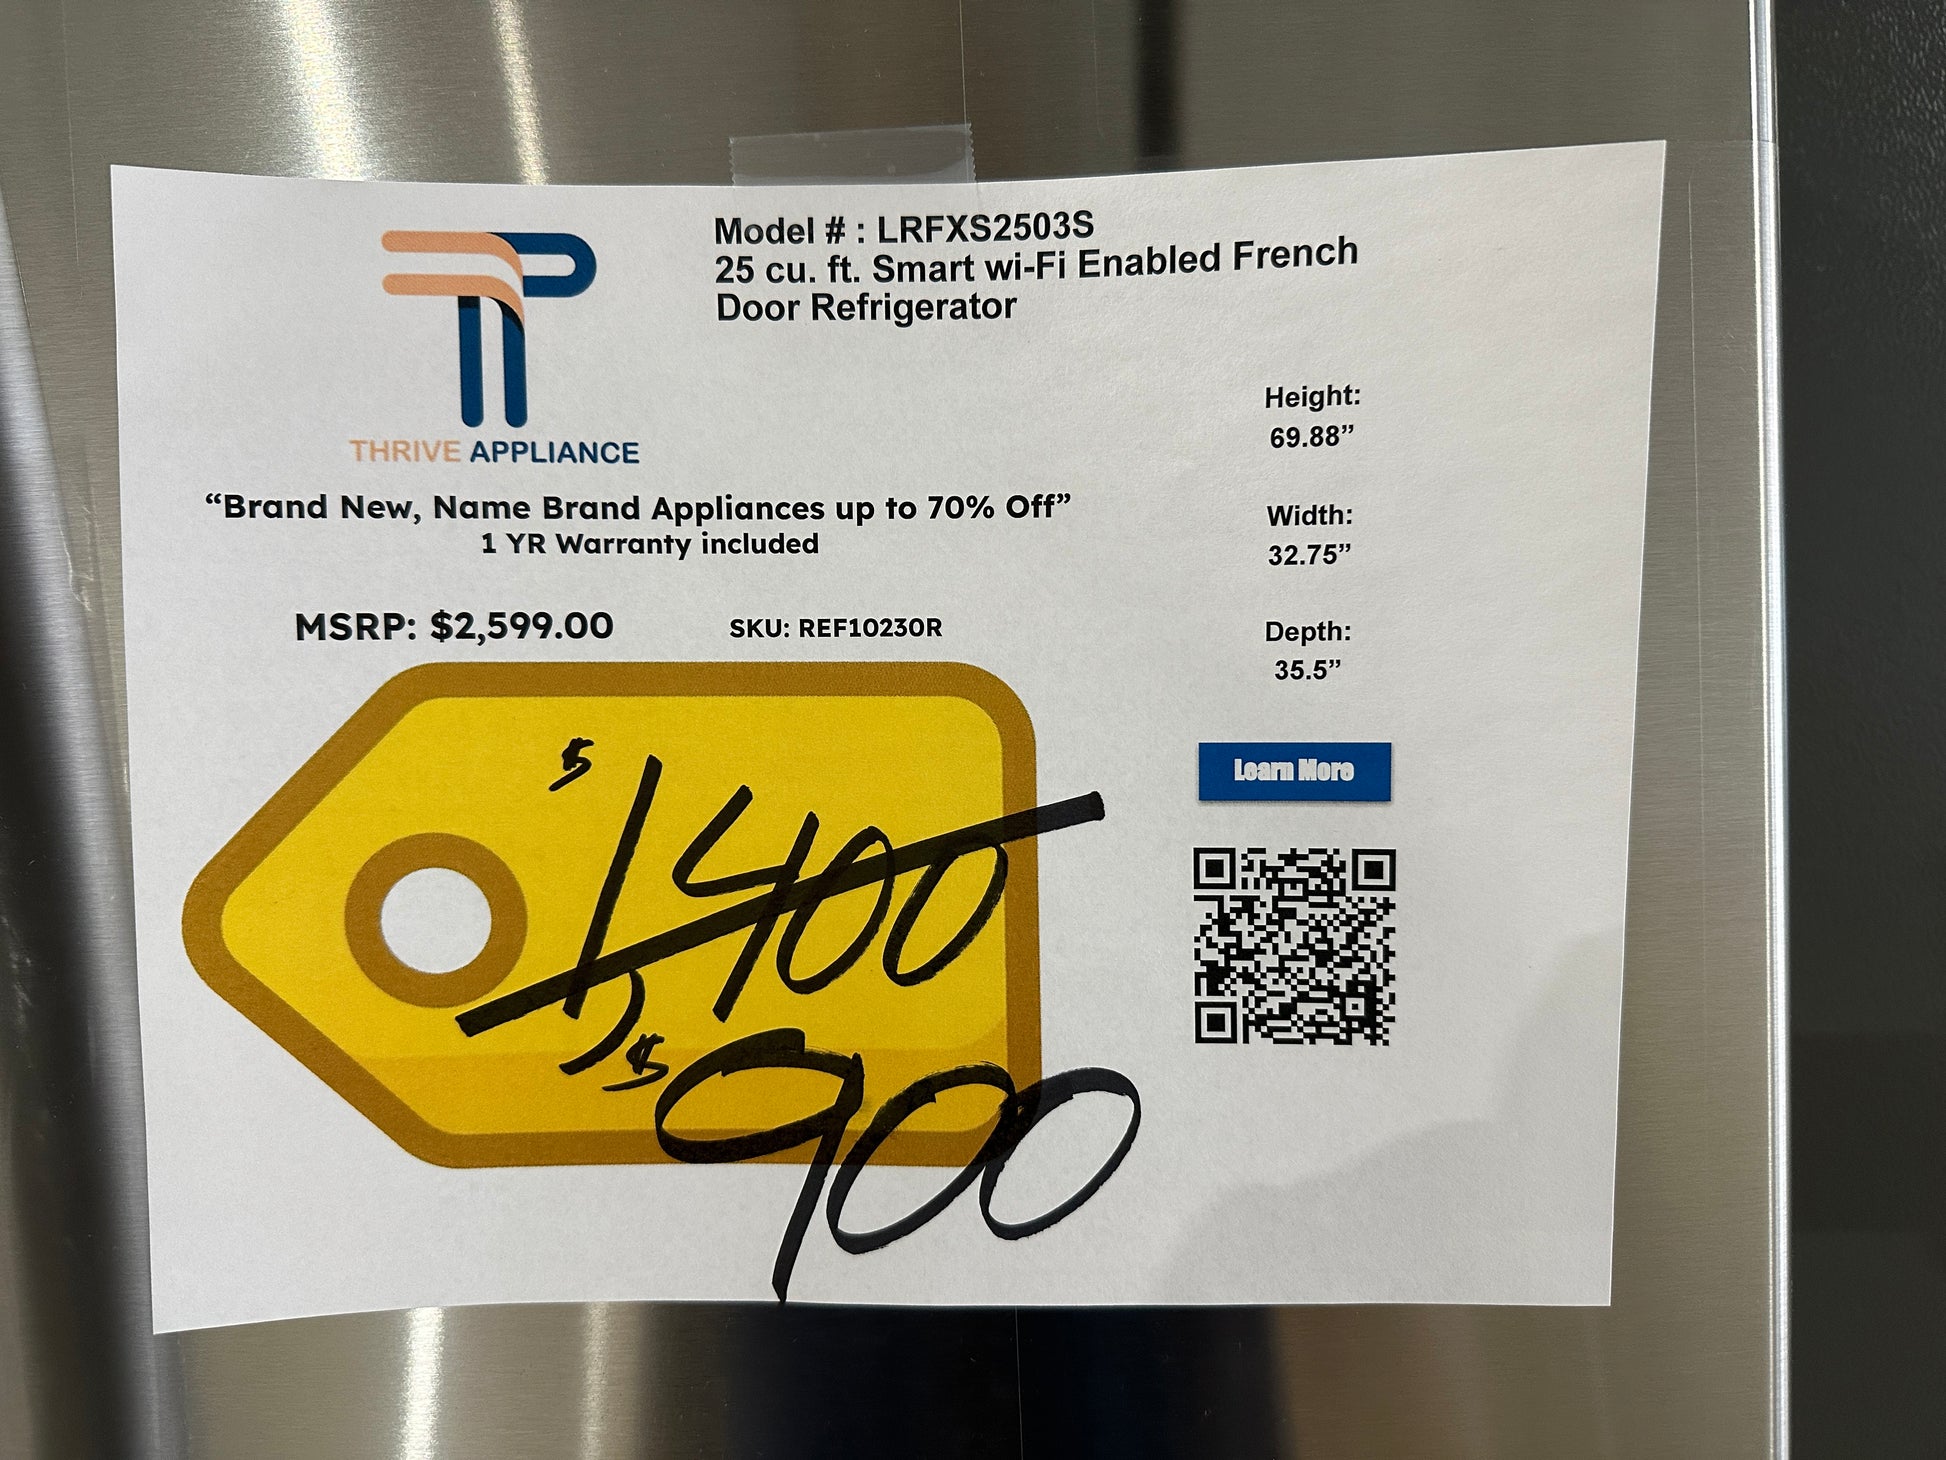 Model # : LRFXS2503S
25 cu. ft. Smart wi-Fi Enabled French
Door Refrigerator
THRIVE APPLIANCE
“Brand New, Name Brand Appliances up to 70% Off”
1 YR Warranty included
MSRP: $2,599.00
SKU: REF10230R
Height:
69.88”
Width:
32.75”
Depth:
35.5”
Learn More
$1400
$900